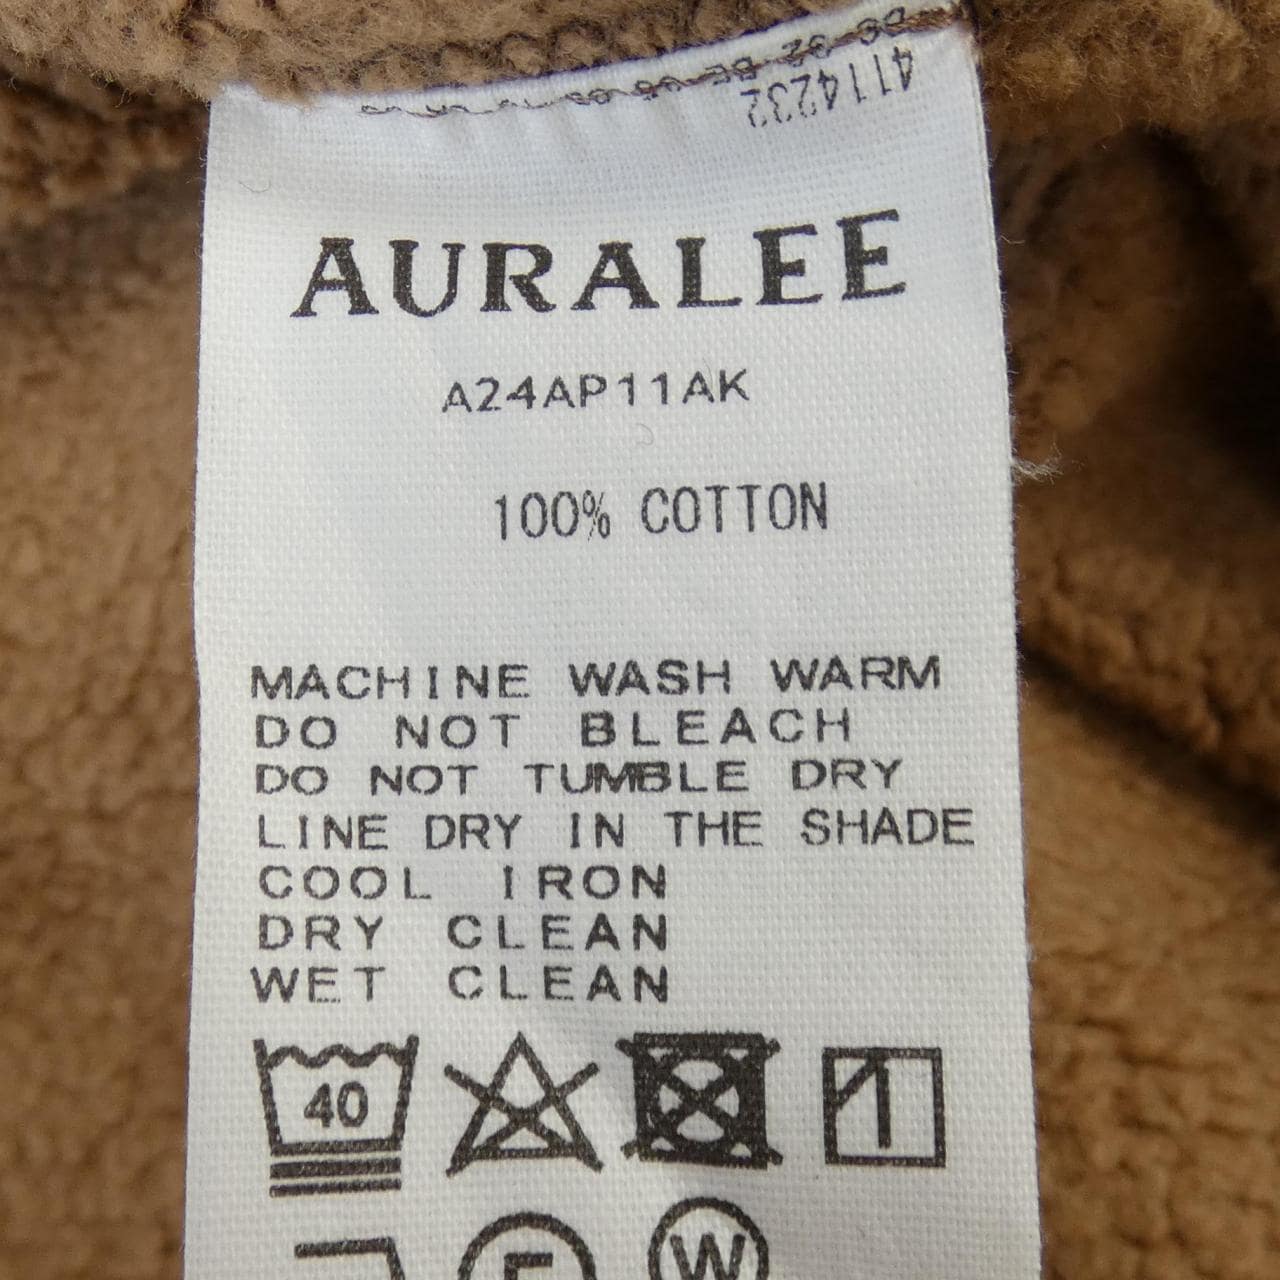 4114232
AURALEE
A24AP11AK
100% COTTON
MACHINE WASH WARM
DO NOT BLEACH
DO NOT TUMBLE DRY
LINE DRY IN THE SHADE
COOL IRON
DRY CLEAN
WET CLEAN
40
W